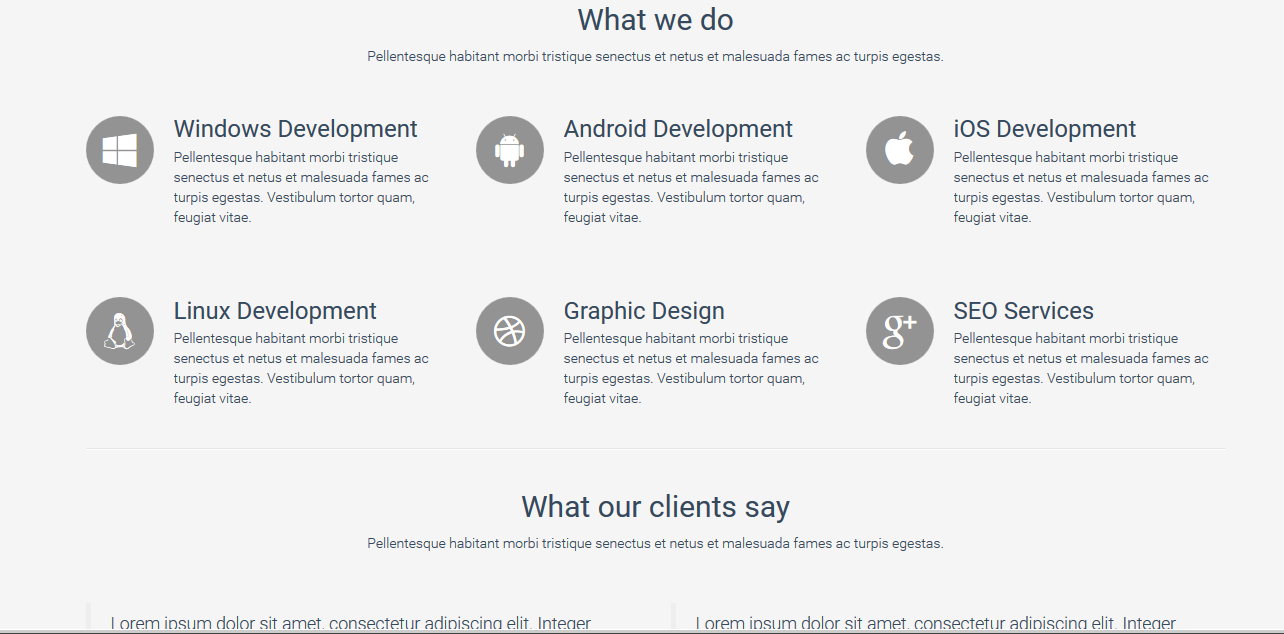 What we do
Pellentesque habitant morbi tristique senectus et netus et malesuada fames ac turpis egestas.
Windows Development
Pellentesque habitant morbi tristique
senectus et netus et malesuada fames ac
turpis egestas. Vestibulum tortor quam,
feugiat vitae.
Android Development
Pellentesque habitant morbi tristique
senectus et netus et malesuada fames ac
turpis egestas. Vestibulum tortor quam,
feugiat vitae.
iOS Development
Pellentesque habitant morbi tristique
senectus et netus et malesuada fames ac
turpis egestas. Vestibulum tortor quam,
feugiat vitae.
Linux Development
Pellentesque habitant morbi tristique
senectus et netus et malesuada fames ac
turpis egestas. Vestibulum tortor quam,
feugiat vitae.
Graphic Design
Pellentesque habitant morbi tristique
senectus et netus et malesuada fames ac
turpis egestas. Vestibulum tortor quam,
feugiat vitae.
g+
SEO Services
Pellentesque habitant morbi tristique
senectus et netus et malesuada fames ac
turpis egestas. Vestibulum tortor quam,
feugiat vitae.
What our clients say
Pellentesque habitant morbi tristique senectus et netus et malesuada fames ac turpis egestas.
Lorem ipsum dolor sit amet, consectetur adipiscing elit. Integer
Lorem ipsum dolor sit amet, consectetur adipiscing elit. Integer